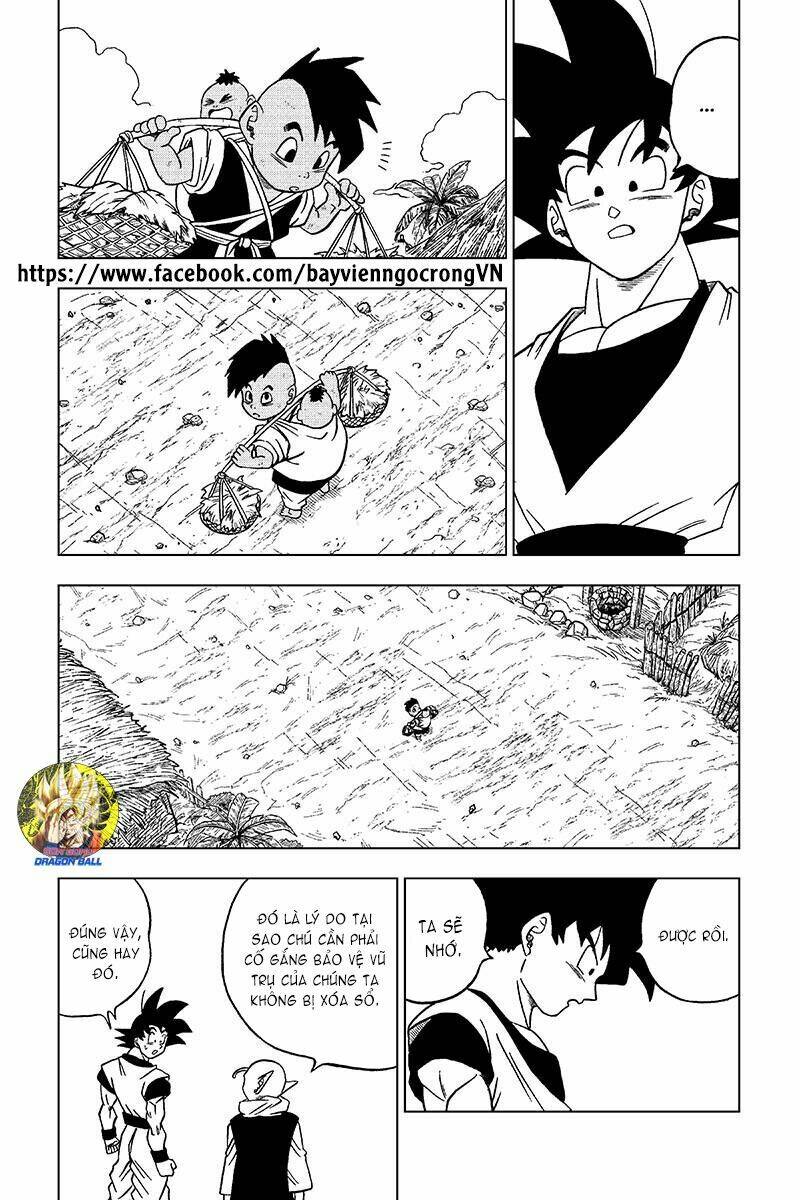 ...
https://www.facebook.com/bayvienngocrongVN
DRAGON BALL
ĐƯỢC RỒI.
TA SẼ
NHỚ.
ĐÓ LÀ LÝ DO TẠI
SAO CHÚ CẦN PHẢI
CỐ GẮNG BẢO VỆ VŨ
TRỤ CỦA CHÚNG TA
KHÔNG BỊ XÓA SỔ.
ĐÚNG VẬY,
CŨNG HAY
ĐÓ.